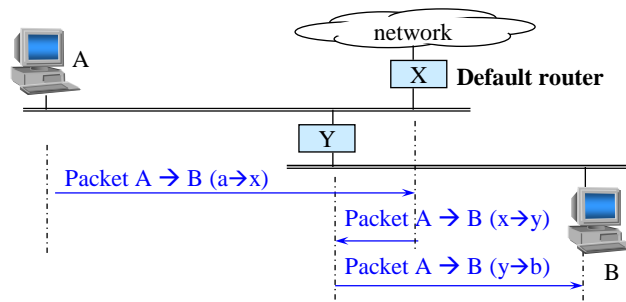 network
A
X
Default router
Y
Packet A → B (a→x)
Packet A → B (x→y)
Packet A → B (y→b)
B